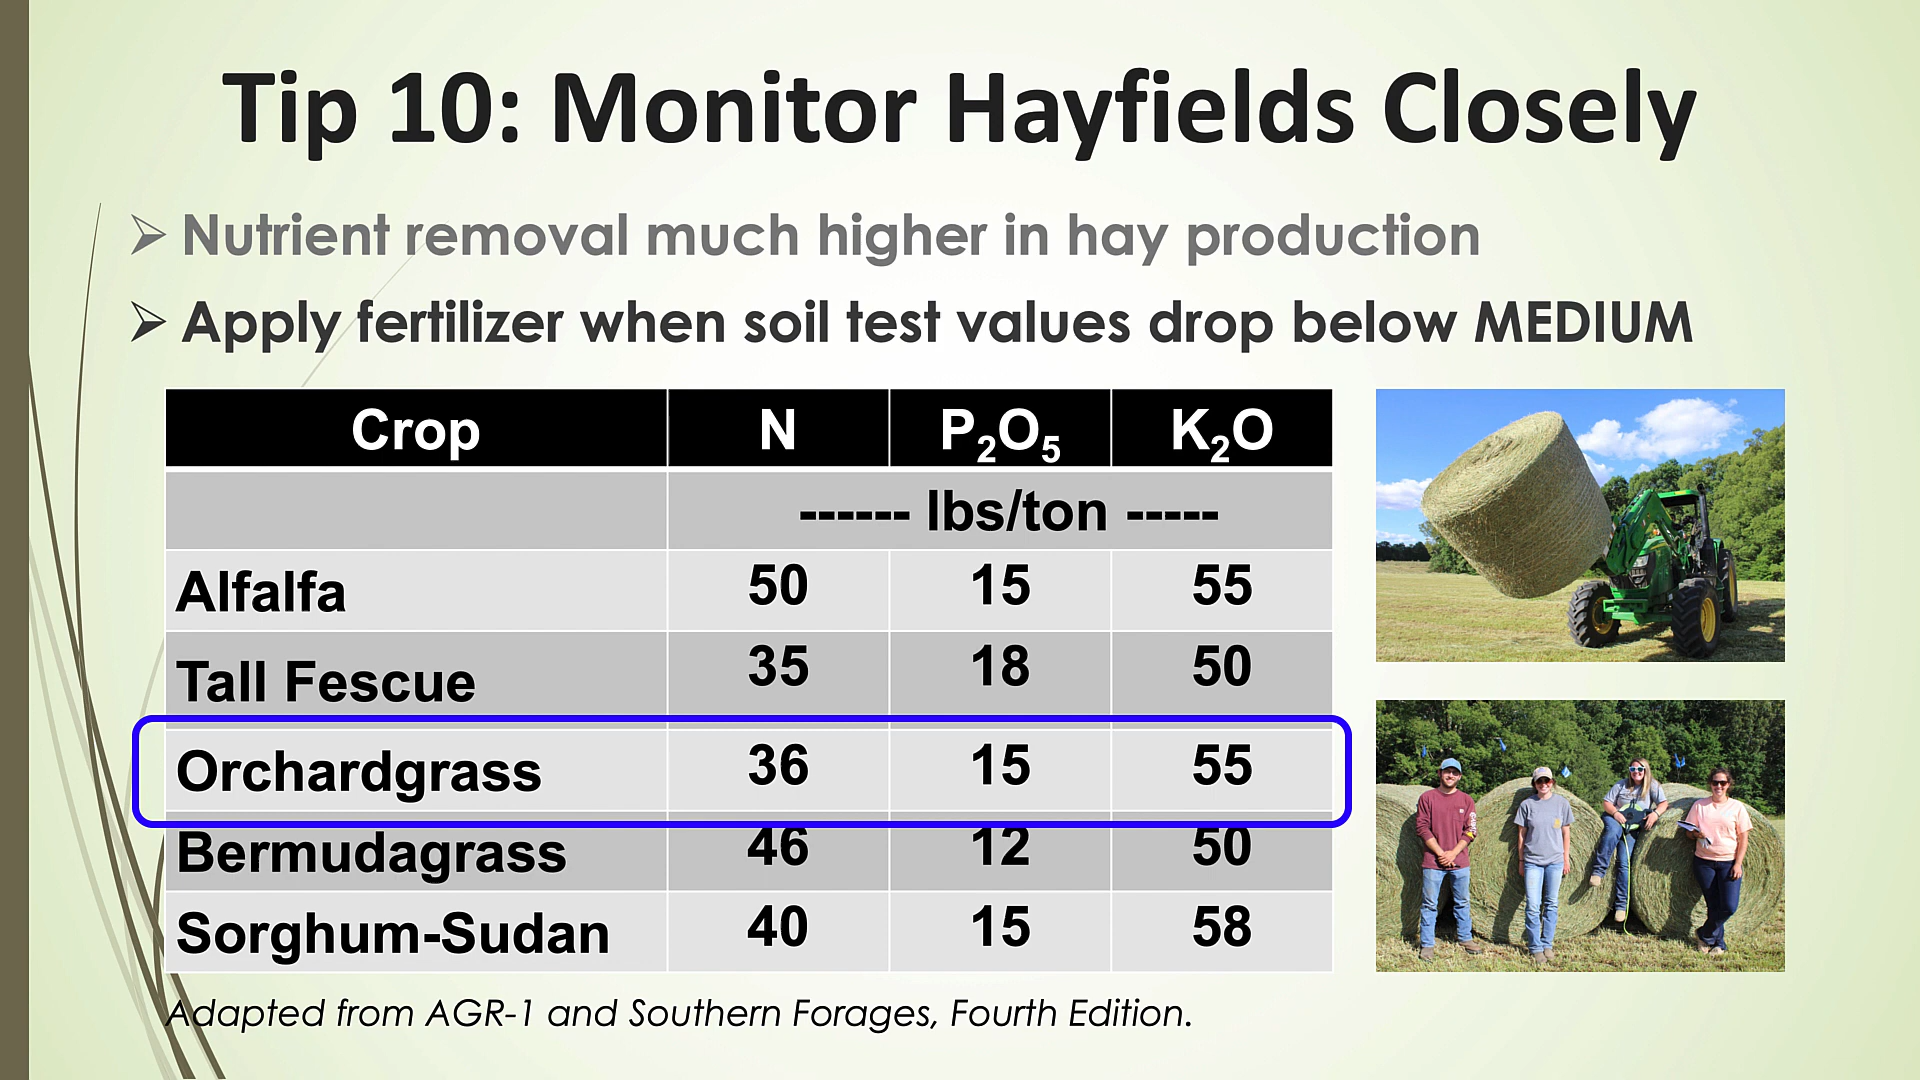 Tip 10: Monitor Hayfields Closely
➢ Nutrient removal much higher in hay production
➢ Apply fertilizer when soil test values drop below MEDIUM
Crop N P₂O₅ K₂O
------ lbs/ton -----
Alfalfa 50 15 55
Tall Fescue 35 18 50
Orchardgrass 36 15 55
Bermudagrass 46 12 50
Sorghum-Sudan 40 15 58
Adapted from AGR-1 and Southern Forages, Fourth Edition.